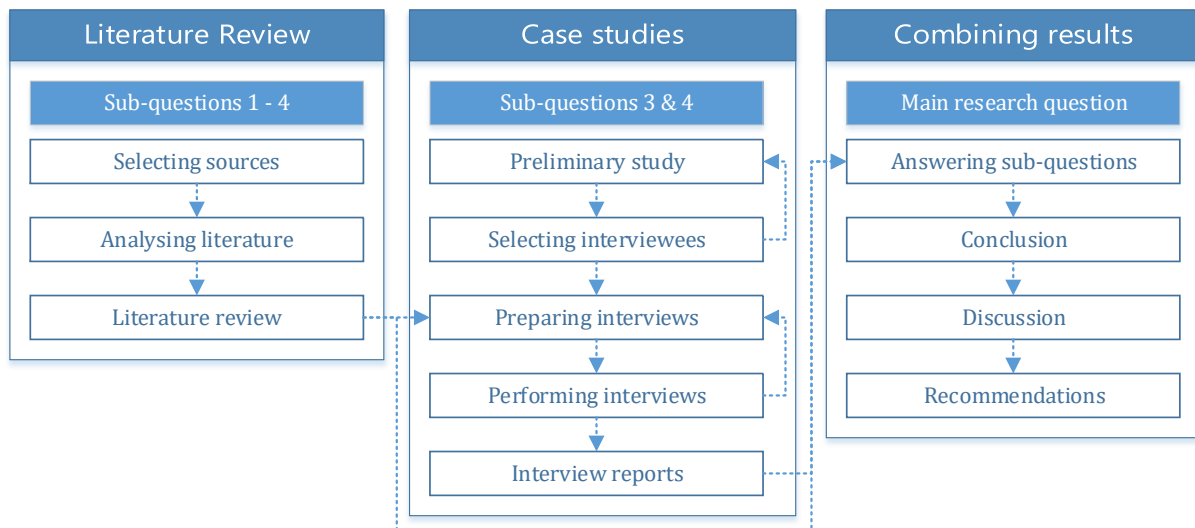 Literature Review
Sub-questions 1 - 4
Selecting sources
Analysing literature
Literature review
Case studies
Sub-questions 3 & 4
Preliminary study
Selecting interviewees
Preparing interviews
Performing interviews
Interview reports
Combining results
Main research question
Answering sub-questions
Conclusion
Discussion
Recommendations